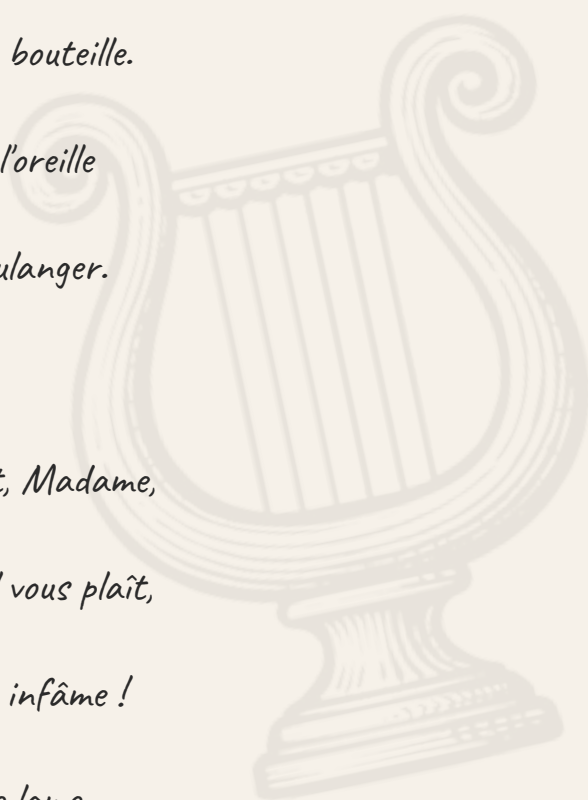 bouteille.
l'oreille
ulanger.
t, Madame,
vous plaît,
infâme !